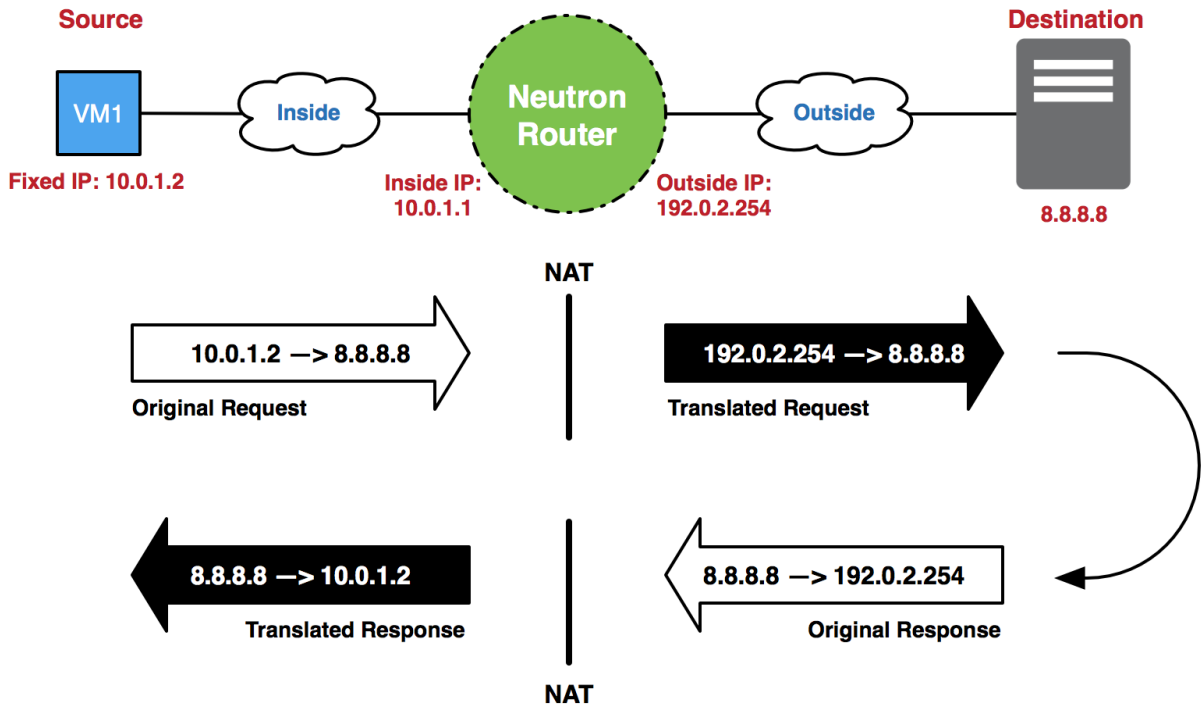 Source
Destination
VM1
Inside
Neutron
Router
Outside
Fixed IP: 10.0.1.2
Inside IP:
10.0.1.1
Outside IP:
192.0.2.254
8.8.8.8
NAT
10.0.1.2 —> 8.8.8.8
192.0.2.254 —> 8.8.8.8
Original Request
Translated Request
8.8.8.8 —> 10.0.1.2
8.8.8.8 —> 192.0.2.254
Translated Response
Original Response
NAT